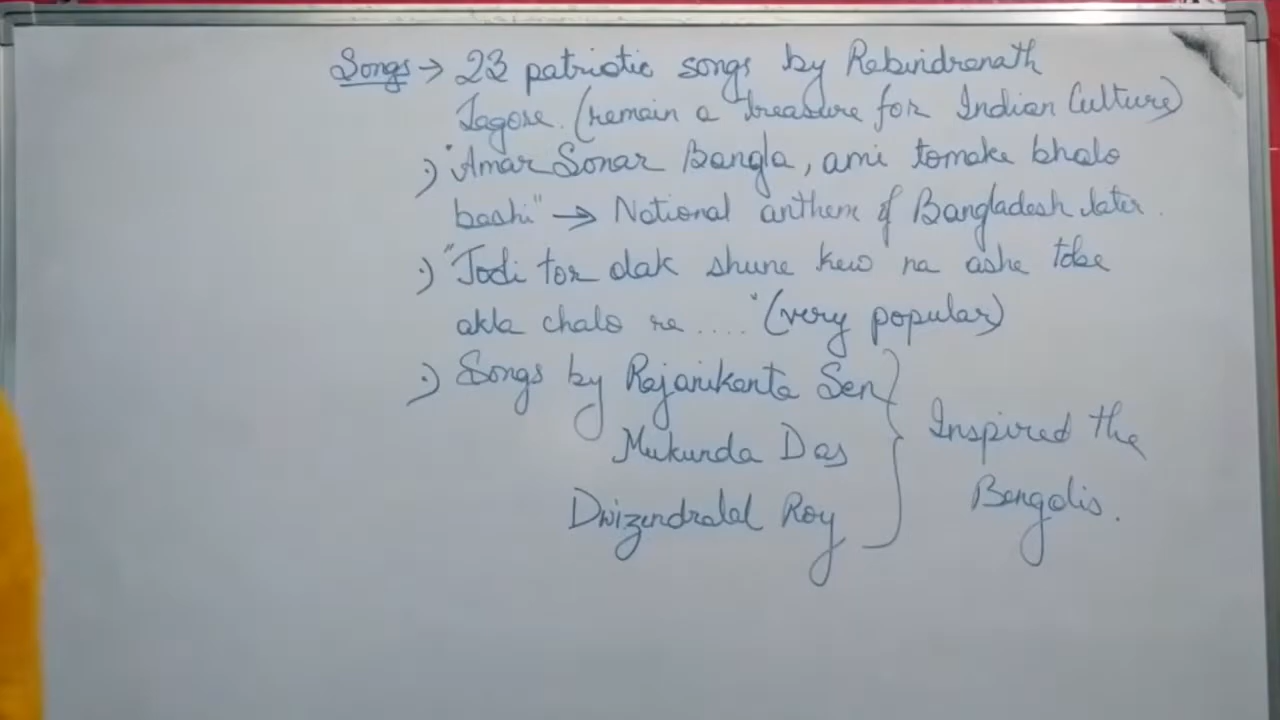 Songs → 23 patriotic songs by Rabindranath
Tagore. (remain a treasure for Indian Culture)
·) "Amar Sonar Bangla, ami tomake bhalo
bashi" → National anthem of Bangladesh later.
·) "Jodi tor dak shune kew na ashe tobe
akla chalo re ...." (very popular)
·) Songs by Rajanikanta Sen
Mukunda Das
Dwizendralal Roy
Inspired the
Bengalis.